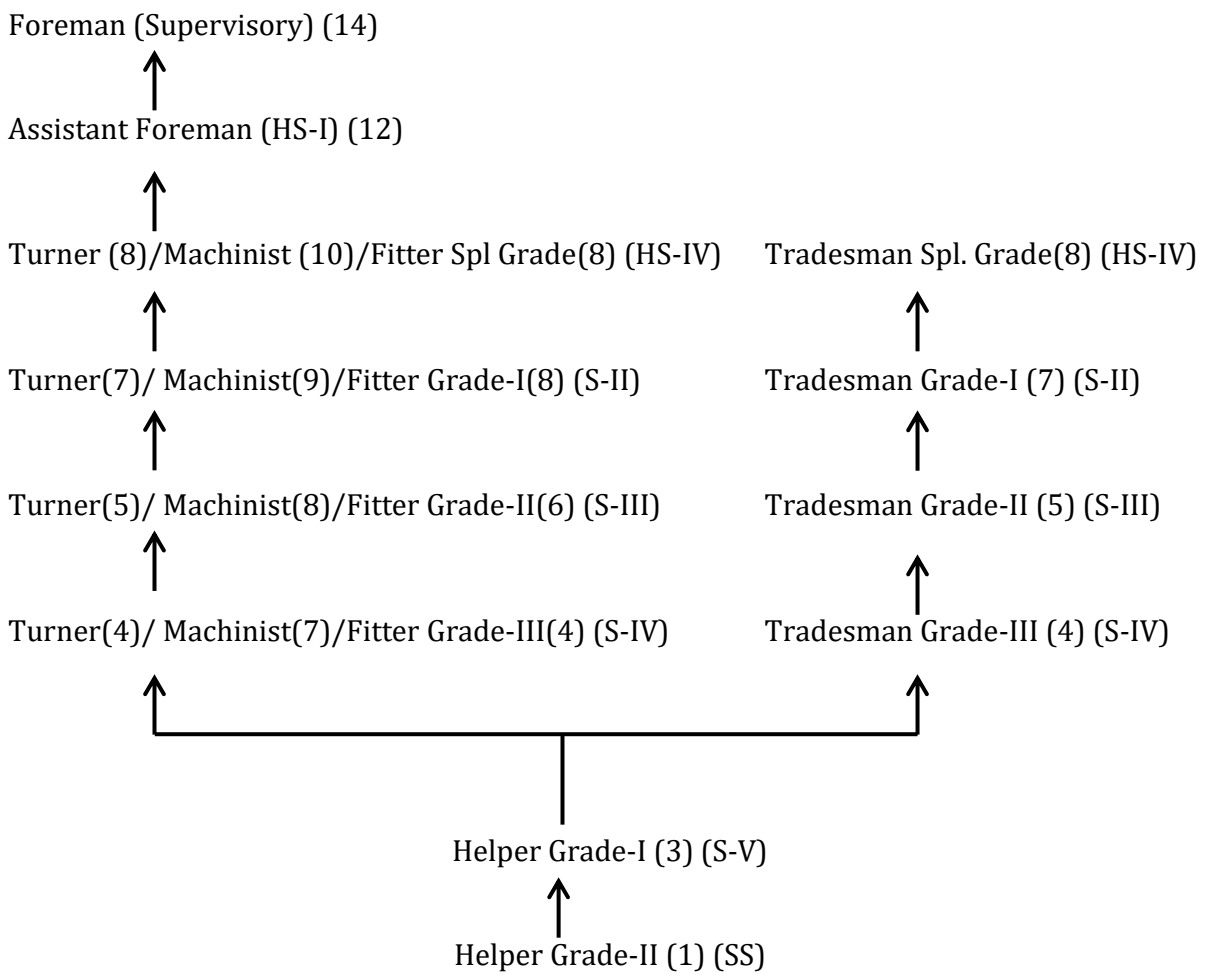 Foreman (Supervisory) (14)
Assistant Foreman (HS-I) (12)
Turner (8)/Machinist (10)/Fitter Spl Grade(8) (HS-IV)
Tradesman Spl. Grade(8) (HS-IV)
Turner(7)/ Machinist(9)/Fitter Grade-I(8) (S-II)
Tradesman Grade-I (7) (S-II)
Turner(5)/ Machinist(8)/Fitter Grade-II(6) (S-III)
Tradesman Grade-II (5) (S-III)
Turner(4)/ Machinist(7)/Fitter Grade-III(4) (S-IV)
Tradesman Grade-III (4) (S-IV)
Helper Grade-I (3) (S-V)
Helper Grade-II (1) (SS)